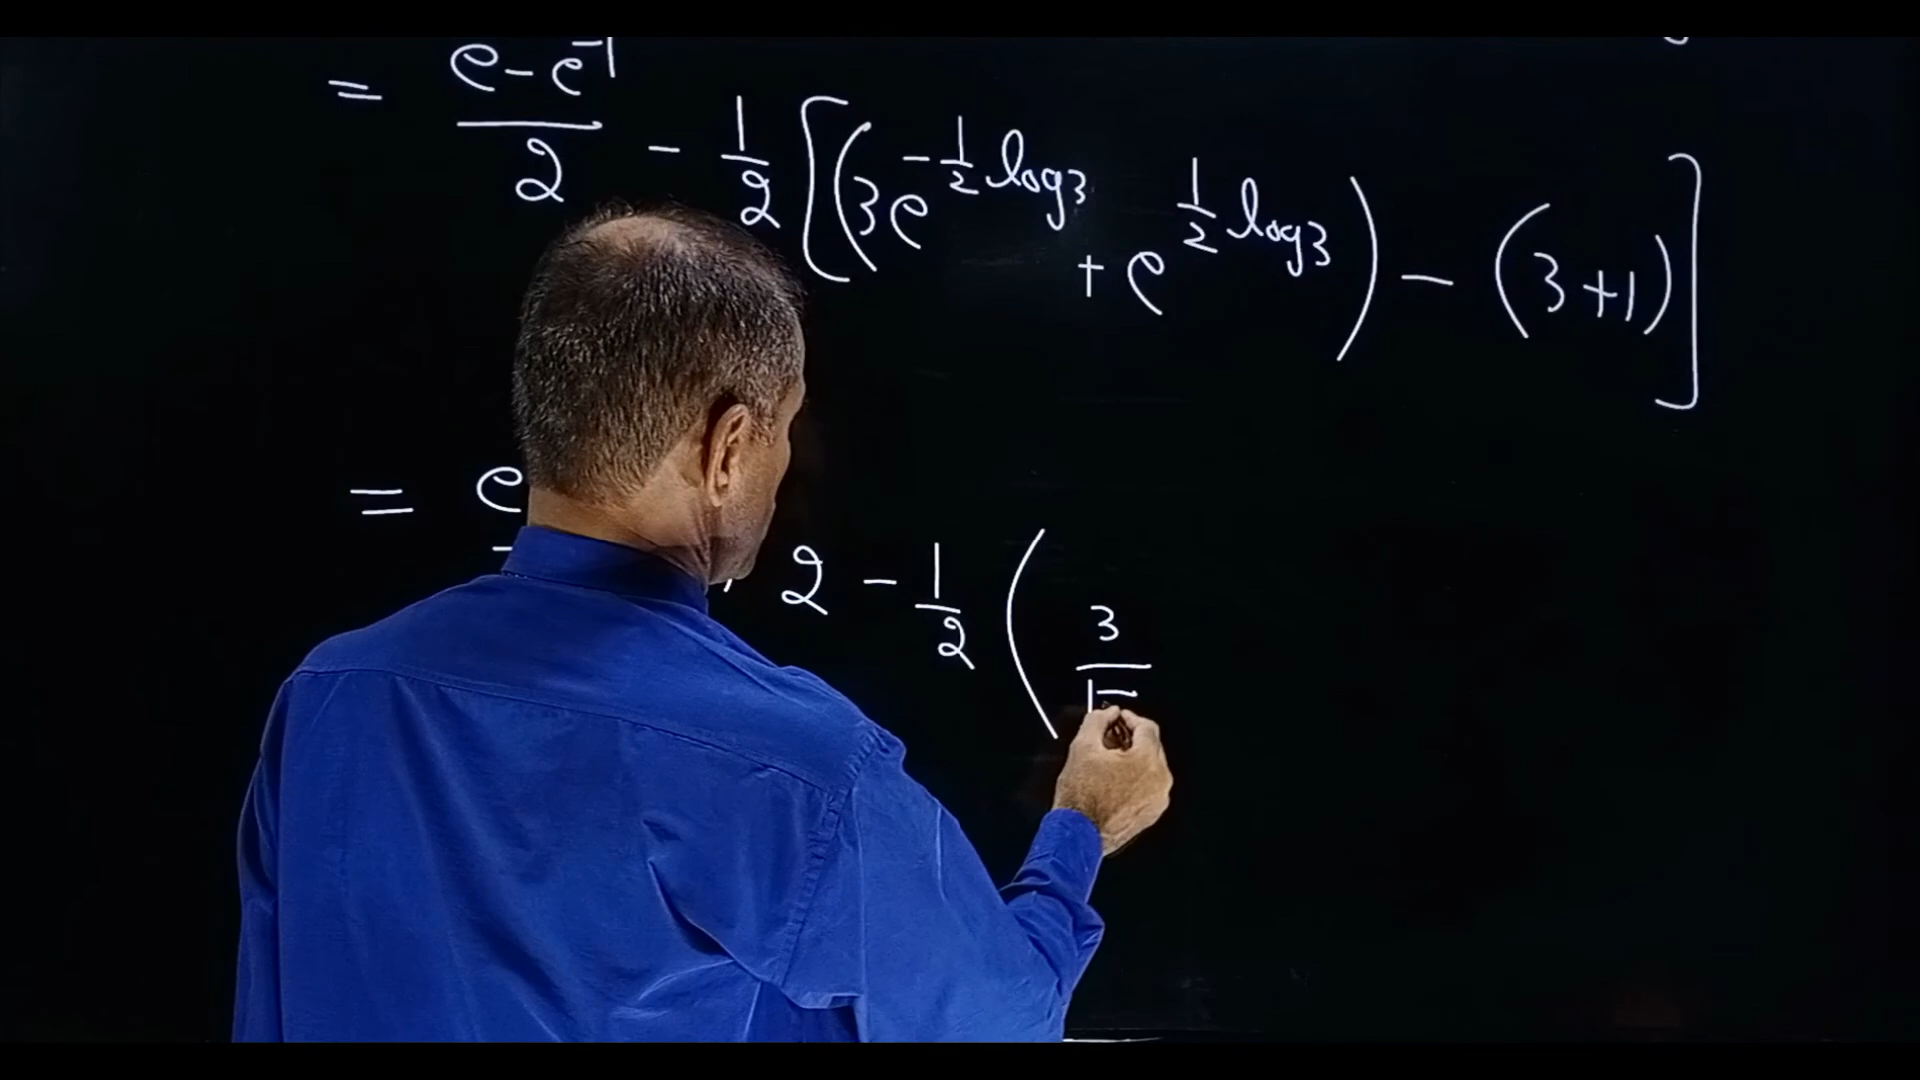 = (e - e⁻¹)/2 - 1/2 [(3e^(-1/2 log3) + e^(1/2 log3)) - (3+1)]
= e
2 - 1/2 ( 3/√